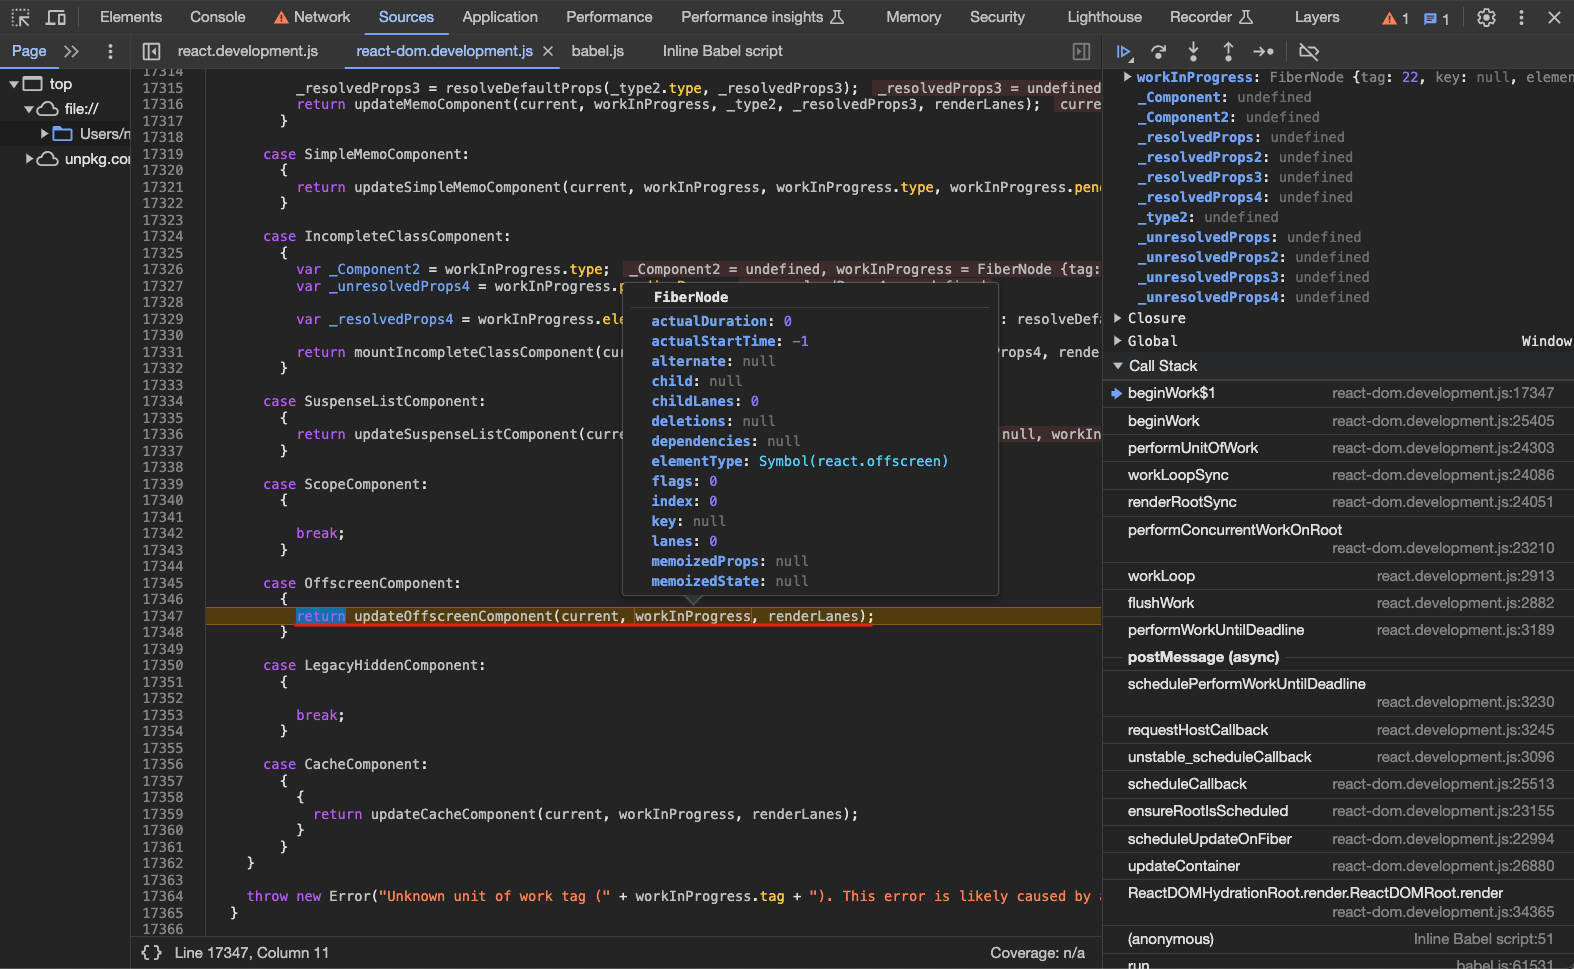 Elements Console Network Sources Application Performance Performance insights Memory Security Lighthouse Recorder Layers 1 1
Page react.development.js react-dom.development.js babel.js Inline Babel script
top
file://
Users/n
unpkg.co
17314
17315 _resolvedProps3 = resolveDefaultProps(_type2.type, _resolvedProps3); _resolvedProps3 = undefined
17316 return updateMemoComponent(current, workInProgress, _type2, _resolvedProps3, renderLanes); curre
17317 }
17318
17319 case SimpleMemoComponent:
17320 {
17321 return updateSimpleMemoComponent(current, workInProgress, workInProgress.type, workInProgress.pen
17322 }
17323
17324 case IncompleteClassComponent:
17325 {
17326 var _Component2 = workInProgress.type; _Component2 = undefined, workInProgress = FiberNode {tag:
17327 var _unresolvedProps4 = workInProgress.
17328
17329 var _resolvedProps4 = workInProgress.ele : resolveDefa
17330
17331 return mountIncompleteClassComponent(cu rops4, rende
17332 }
17333
17334 case SuspenseListComponent:
17335 {
17336 return updateSuspenseListComponent(curre null, workIn
17337 }
17338
17339 case ScopeComponent:
17340 {
17341
17342 break;
17343 }
17344
17345 case OffscreenComponent:
17346 {
17347 return updateOffscreenComponent(current, workInProgress, renderLanes);
17348 }
17349
17350 case LegacyHiddenComponent:
17351 {
17352
17353 break;
17354 }
17355
17356 case CacheComponent:
17357 {
17358 {
17359 return updateCacheComponent(current, workInProgress, renderLanes);
17360 }
17361 }
17362 }
17363
17364 throw new Error("Unknown unit of work tag (" + workInProgress.tag + "). This error is likely caused by
17365 }
17366
FiberNode
actualDuration: 0
actualStartTime: -1
alternate: null
child: null
childLanes: 0
deletions: null
dependencies: null
elementType: Symbol(react.offscreen)
flags: 0
index: 0
key: null
lanes: 0
memoizedProps: null
memoizedState: null
{} Line 17347, Column 11 Coverage: n/a
workInProgress: FiberNode {tag: 22, key: null, elemen
_Component: undefined
_Component2: undefined
_resolvedProps: undefined
_resolvedProps2: undefined
_resolvedProps3: undefined
_resolvedProps4: undefined
_type2: undefined
_unresolvedProps: undefined
_unresolvedProps2: undefined
_unresolvedProps3: undefined
_unresolvedProps4: undefined
Closure
Global Window
Call Stack
beginWork$1 react-dom.development.js:17347
beginWork react-dom.development.js:25405
performUnitOfWork react-dom.development.js:24303
workLoopSync react-dom.development.js:24086
renderRootSync react-dom.development.js:24051
performConcurrentWorkOnRoot
react-dom.development.js:23210
workLoop react.development.js:2913
flushWork react.development.js:2882
performWorkUntilDeadline react.development.js:3189
postMessage (async)
schedulePerformWorkUntilDeadline
react.development.js:3230
requestHostCallback react.development.js:3245
unstable_scheduleCallback react.development.js:3096
scheduleCallback react-dom.development.js:25513
ensureRootIsScheduled react-dom.development.js:23155
scheduleUpdateOnFiber react-dom.development.js:22994
updateContainer react-dom.development.js:26880
ReactDOMHydrationRoot.render.ReactDOMRoot.render
react-dom.development.js:34365
(anonymous) Inline Babel script:51
run babel.js:61531